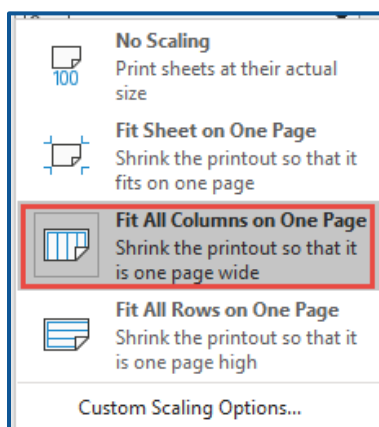 No Scaling
Print sheets at their actual
size
100
Fit Sheet on One Page
Shrink the printout so that it
fits on one page
Fit All Columns on One Page
Shrink the printout so that it
is one page wide
Fit All Rows on One Page
Shrink the printout so that it
is one page high
Custom Scaling Options...